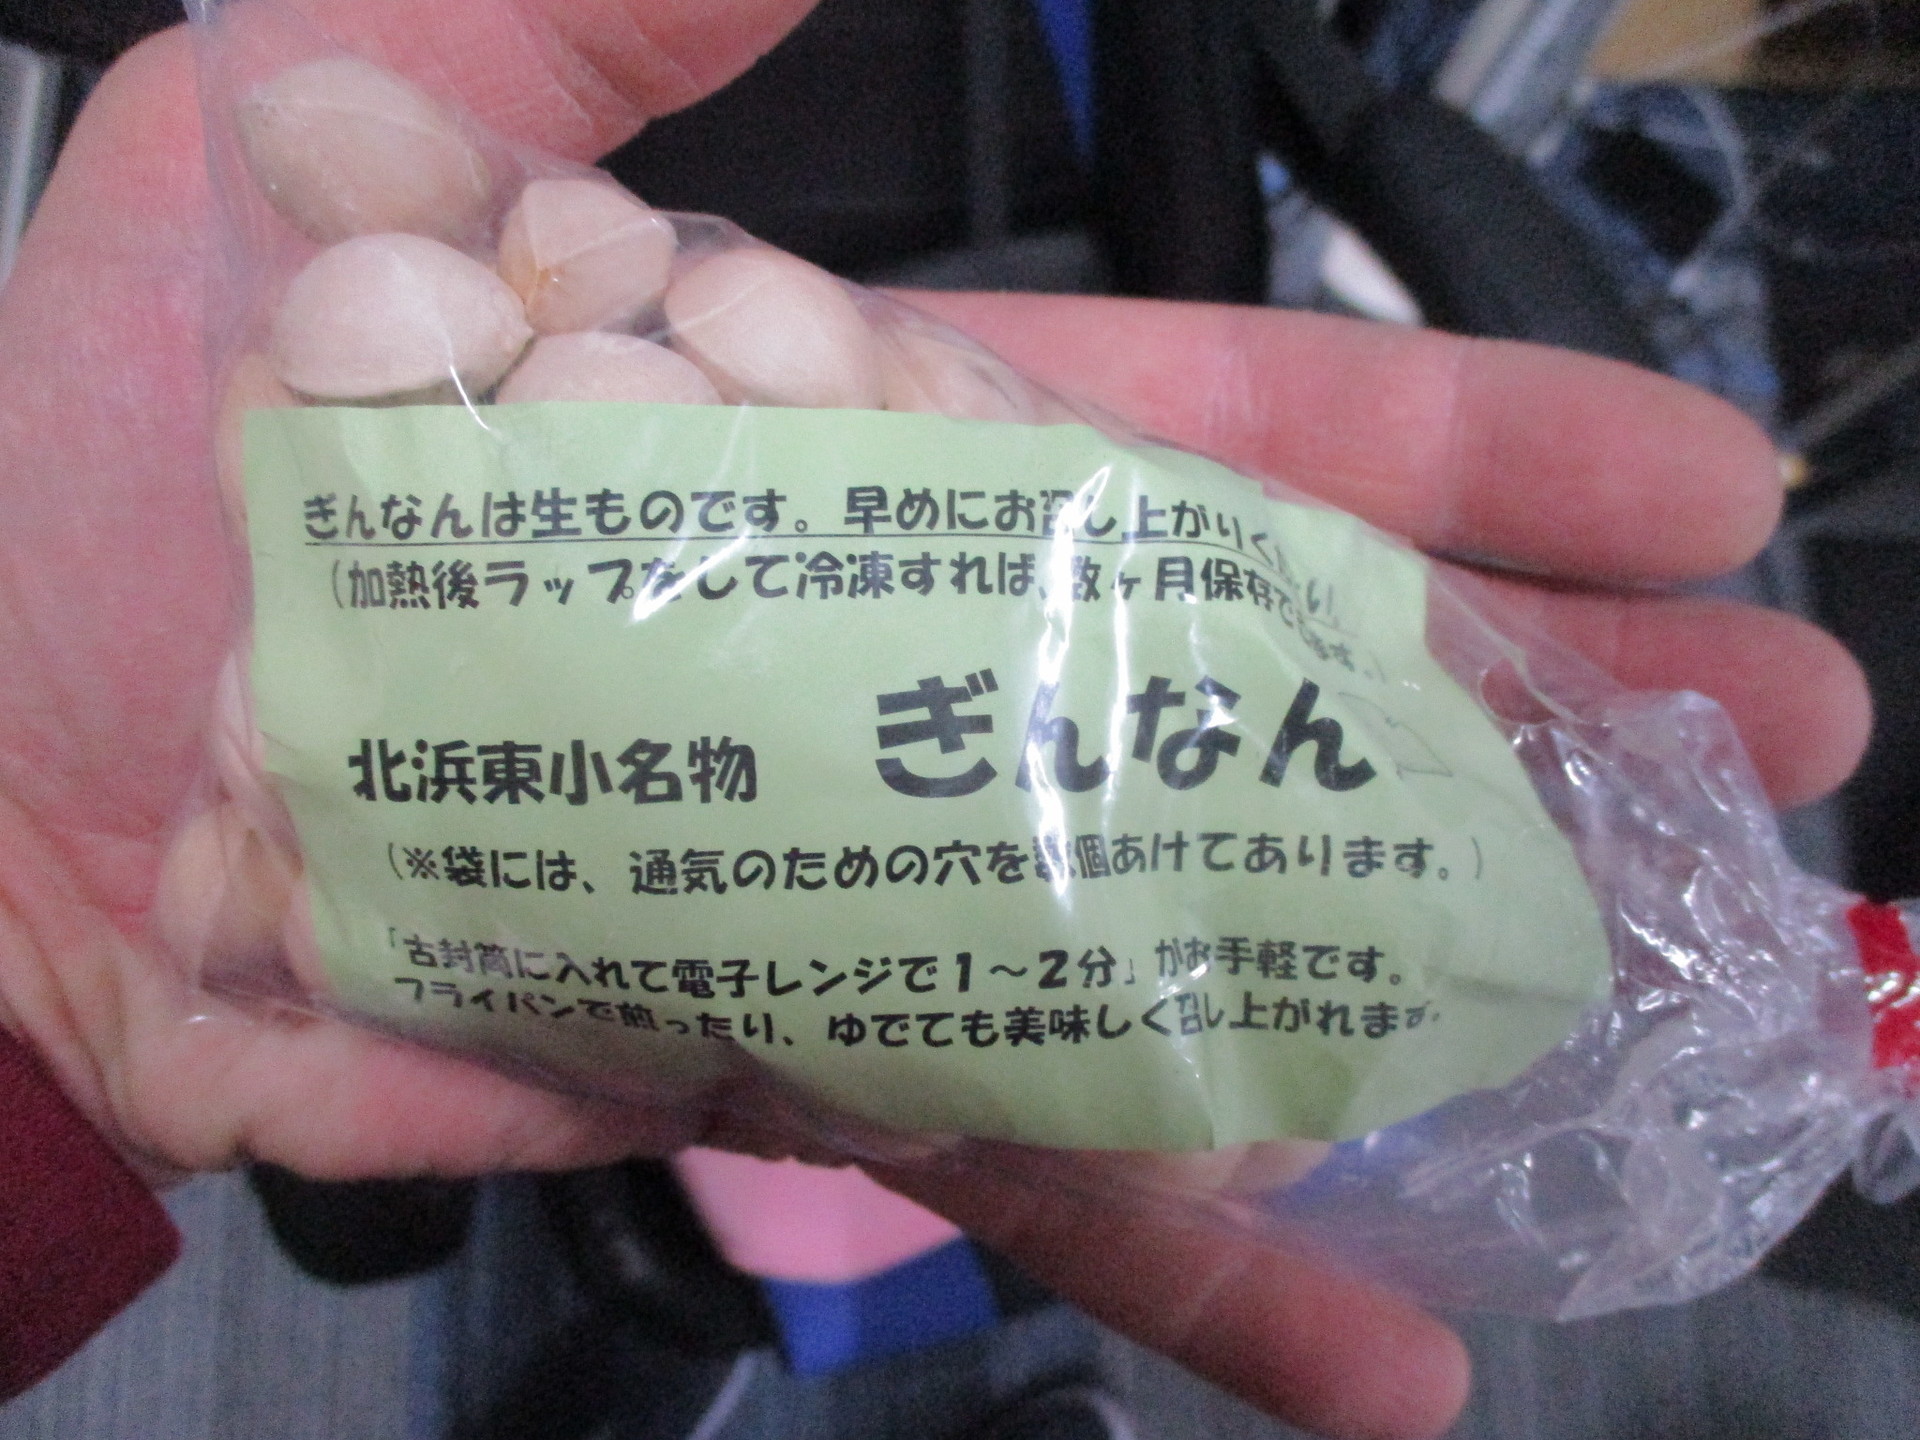 ぎんなんは生ものです。早めにお召し上がりください。
（加熱後ラップをして冷凍すれば、数ヶ月保存できます。）
北浜東小名物 ぎんなん
（※袋には、通気のための穴を数個あけてあります。）
「古封筒に入れて電子レンジで１～２分」がお手軽です。
フライパンで煎ったり、ゆでても美味しく召し上がれます。